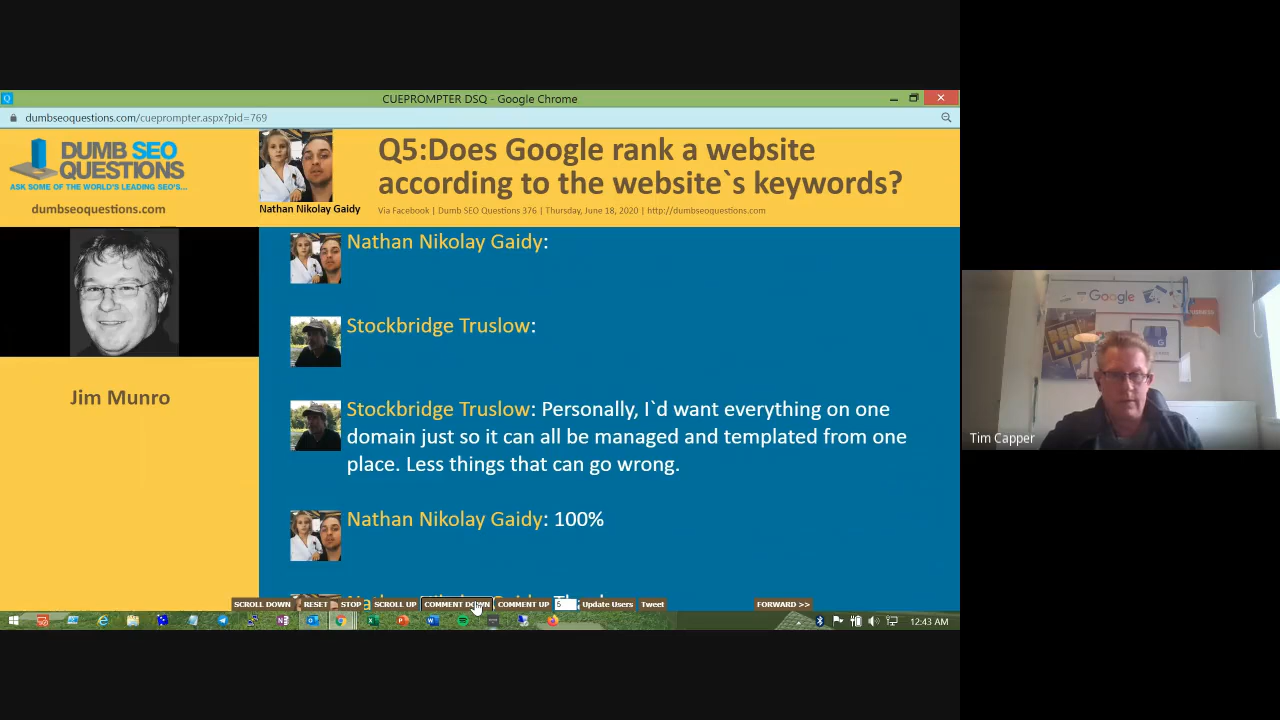 CUEPROMPTER DSQ - Google Chrome
dumbseoquestions.com/cueprompter.aspx?pid=769
DUMB SEO
QUESTIONS
ASK SOME OF THE WORLD'S LEADING SEO'S...
dumbseoquestions.com
Nathan Nikolay Gaidy
Q5:Does Google rank a website
according to the website`s keywords?
Via Facebook | Dumb SEO Questions 376 | Thursday, June 18, 2020 | http://dumbseoquestions.com
Jim Munro
Nathan Nikolay Gaidy:
Stockbridge Truslow:
Stockbridge Truslow: Personally, I`d want everything on one
domain just so it can all be managed and templated from one
place. Less things that can go wrong.
Nathan Nikolay Gaidy: 100%
SCROLL DOWN RESET STOP SCROLL UP COMMENT DOWN COMMENT UP 5 Update Users Tweet FORWARD >>
12:43 AM
Google
Tim Capper